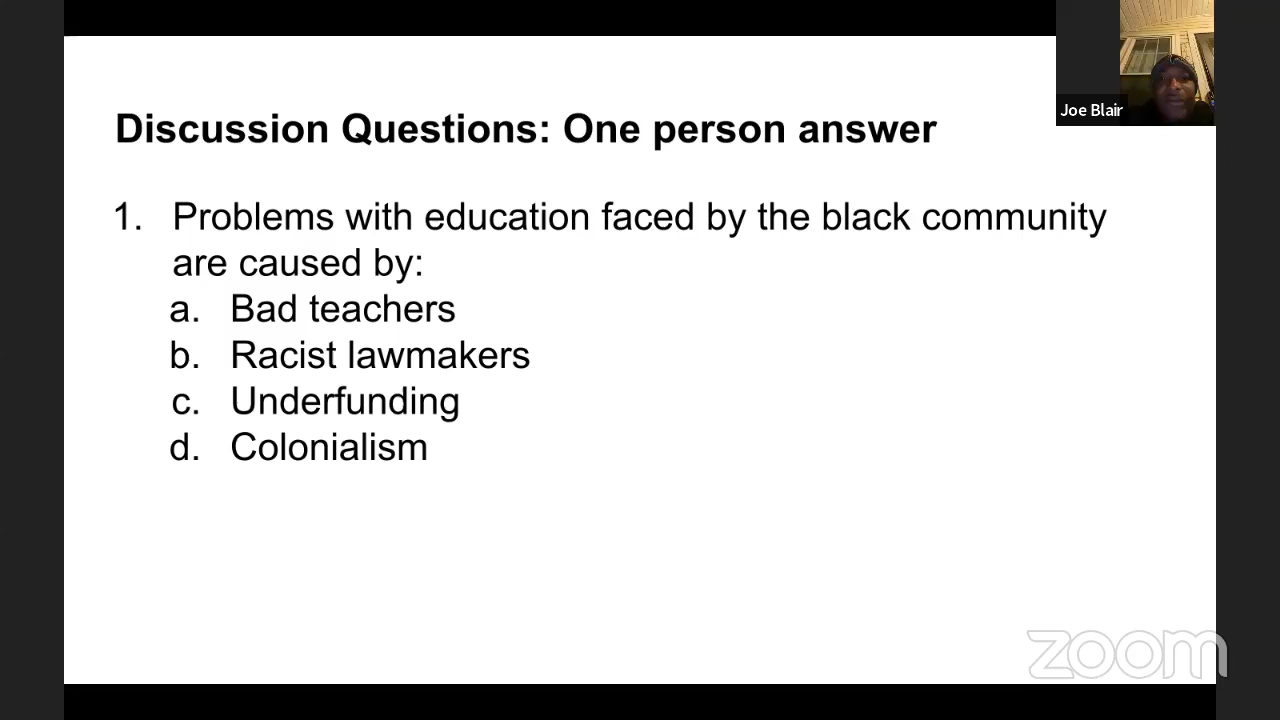 Joe Blair
Discussion Questions: One person answer
1. Problems with education faced by the black community
are caused by:
a. Bad teachers
b. Racist lawmakers
c. Underfunding
d. Colonialism
zoom